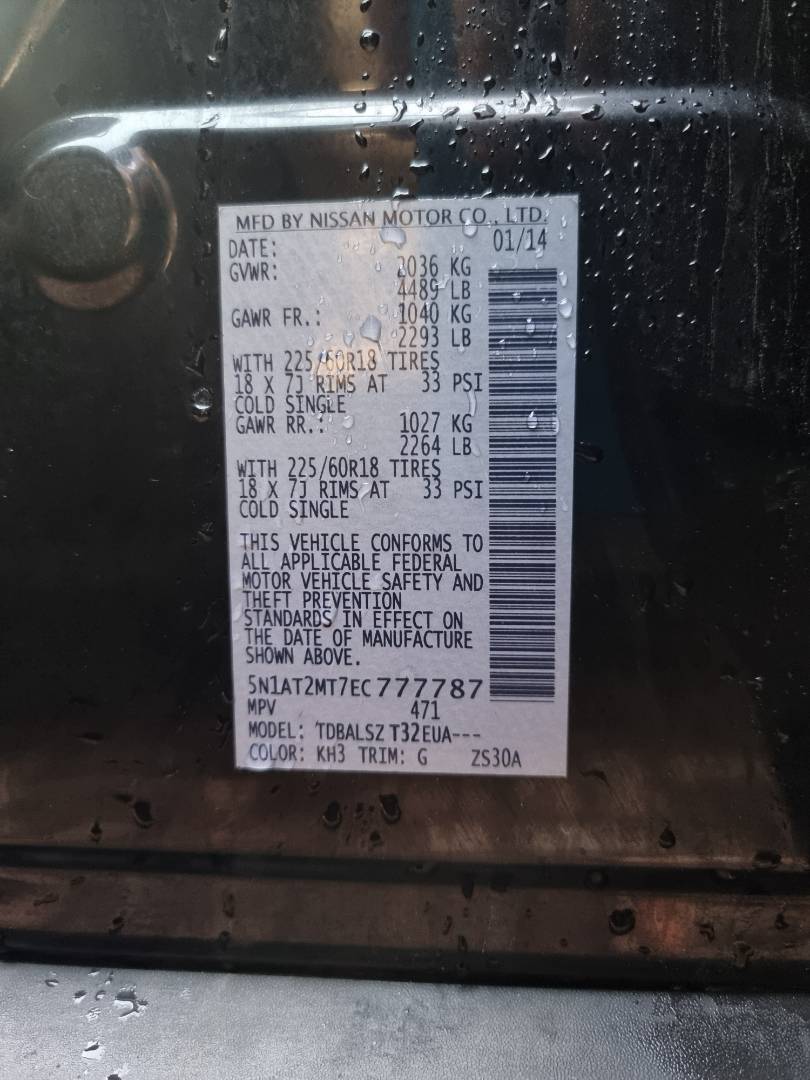 MFD BY NISSAN MOTOR CO., LTD.
DATE: 01/14
GVWR: 2036 KG
4489 LB
GAWR FR.: 1040 KG
2293 LB
WITH 225/60R18 TIRES
18 X 7J RIMS AT 33 PSI
COLD SINGLE
GAWR RR.: 1027 KG
2264 LB
WITH 225/60R18 TIRES
18 X 7J RIMS AT 33 PSI
COLD SINGLE
THIS VEHICLE CONFORMS TO
ALL APPLICABLE FEDERAL
MOTOR VEHICLE SAFETY AND
THEFT PREVENTION
STANDARDS IN EFFECT ON
THE DATE OF MANUFACTURE
SHOWN ABOVE.
5N1AT2MT7EC777787
MPV 471
MODEL: TDBALSZ T32EUA---
COLOR: KH3 TRIM: G ZS30A